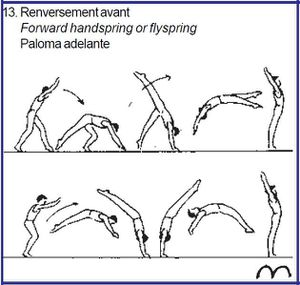 13. Renversement avant
Forward handspring or flyspring
Paloma adelante